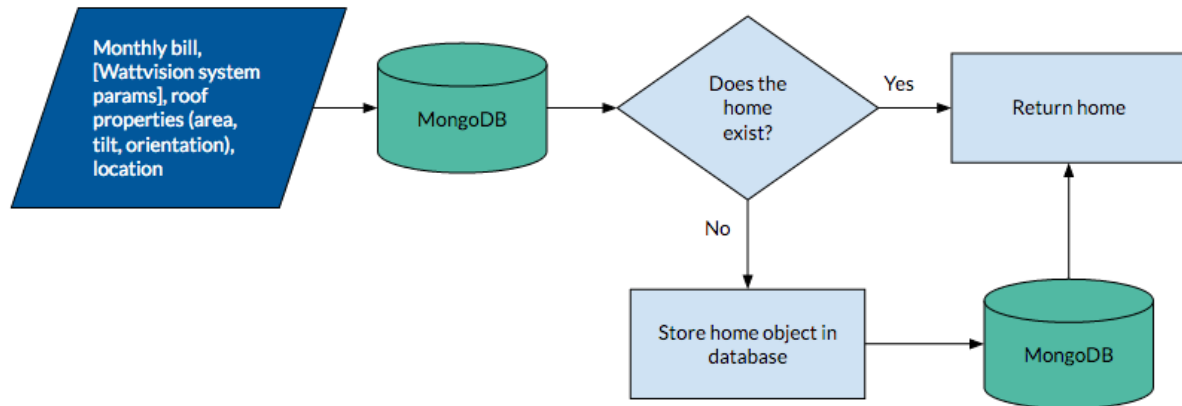 Monthly bill,
[Wattvision system
params], roof
properties (area,
tilt, orientation),
location
MongoDB
Does the
home
exist?
Yes
Return home
No
Store home object in
database
MongoDB